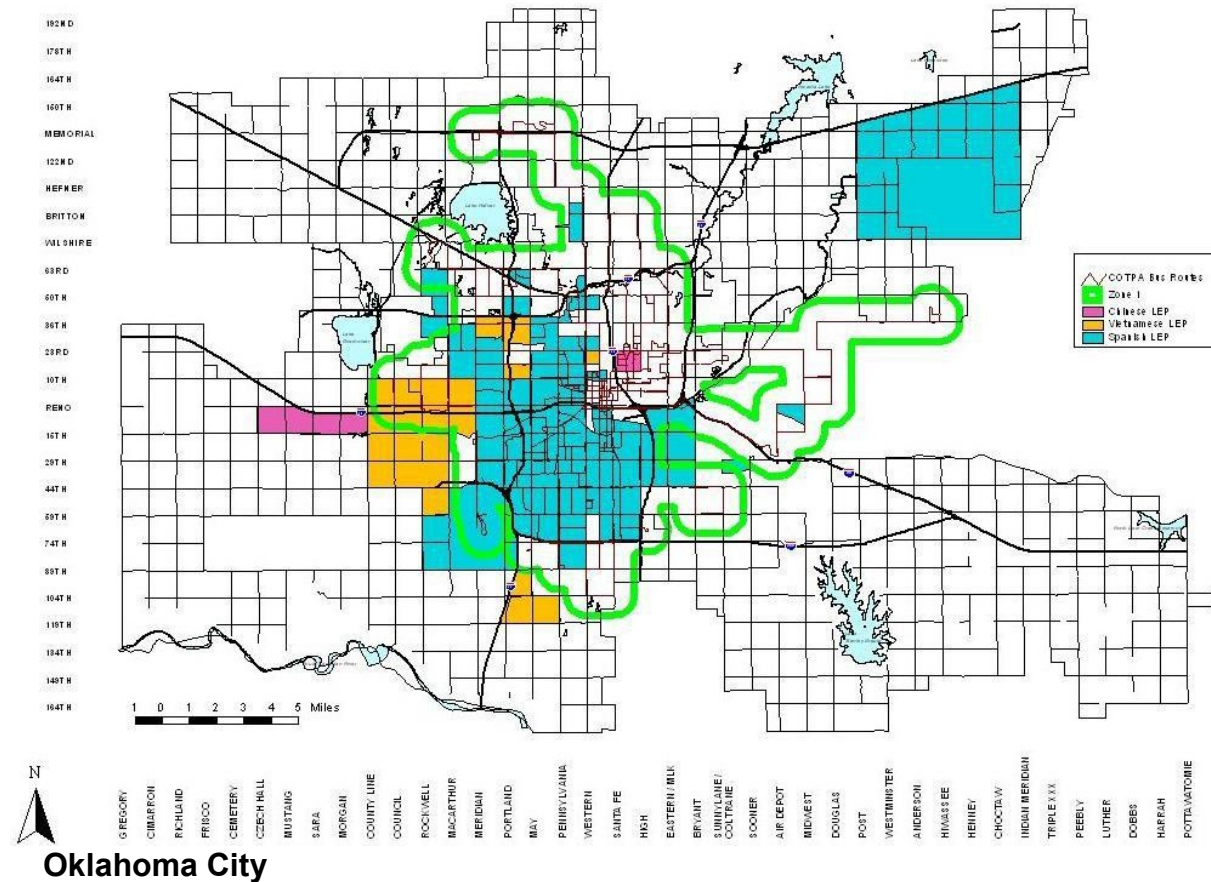 192ND
178TH
164TH
150TH
MEMORIAL
122ND
HEFNER
BRITTON
WILSHIRE
63RD
50TH
36TH
23RD
10TH
RENO
15TH
29TH
44TH
59TH
74TH
89TH
104TH
119TH
134TH
149TH
164TH
Lake Hefner
COTPA Bus Routes
Zone 1
Chinese LEP
Vietnamese LEP
Spanish LEP
1 0 1 2 3 4 5 Miles
N
GREGORY
CIMARRON
RICHLAND
FRISCO
CEMETERY
CZECH HALL
MUSTANG
SARA
MORGAN
COUNTY LINE
COUNCIL
ROCKWELL
MACARTHUR
MERIDIAN
PORTLAND
MAY
PENNSYLVANIA
WESTERN
SANTA FE
HIGH
EASTERN / MLK
BRYANT
SUNNYLANE /
COLTRANE
SOONER
AIR DEPOT
MIDWEST
DOUGLAS
POST
WESTMINSTER
ANDERSON
HIWASSEE
HENNEY
CHOCTAW
INDIAN MERIDIAN
TRIPLE XXX
PEEBLY
LUTHER
DOBBS
HARRAH
POTTAWATOMIE
Oklahoma City